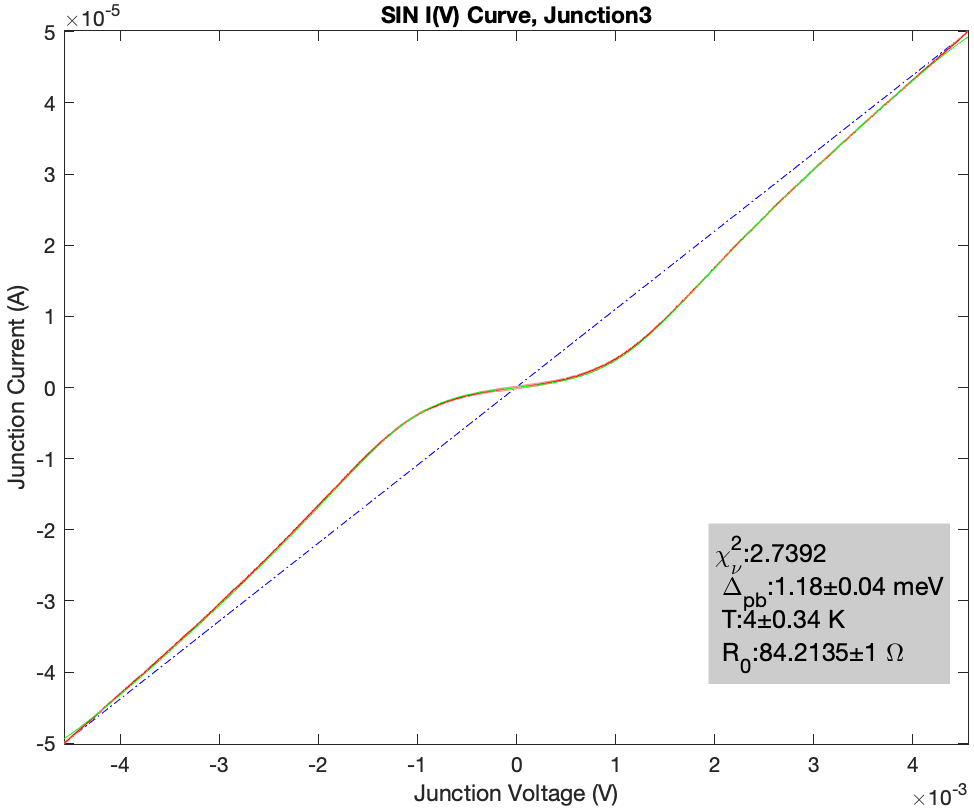 SIN I(V) Curve, Junction3
×10⁻⁵
5
4
3
2
1
0
-1
-2
-3
-4
-5
Junction Current (A)
χ²ᵥ:2.7392
Δpb:1.18±0.04 meV
T:4±0.34 K
R₀:84.2135±1 Ω
-4 -3 -2 -1 0 1 2 3 4
Junction Voltage (V)
×10⁻³